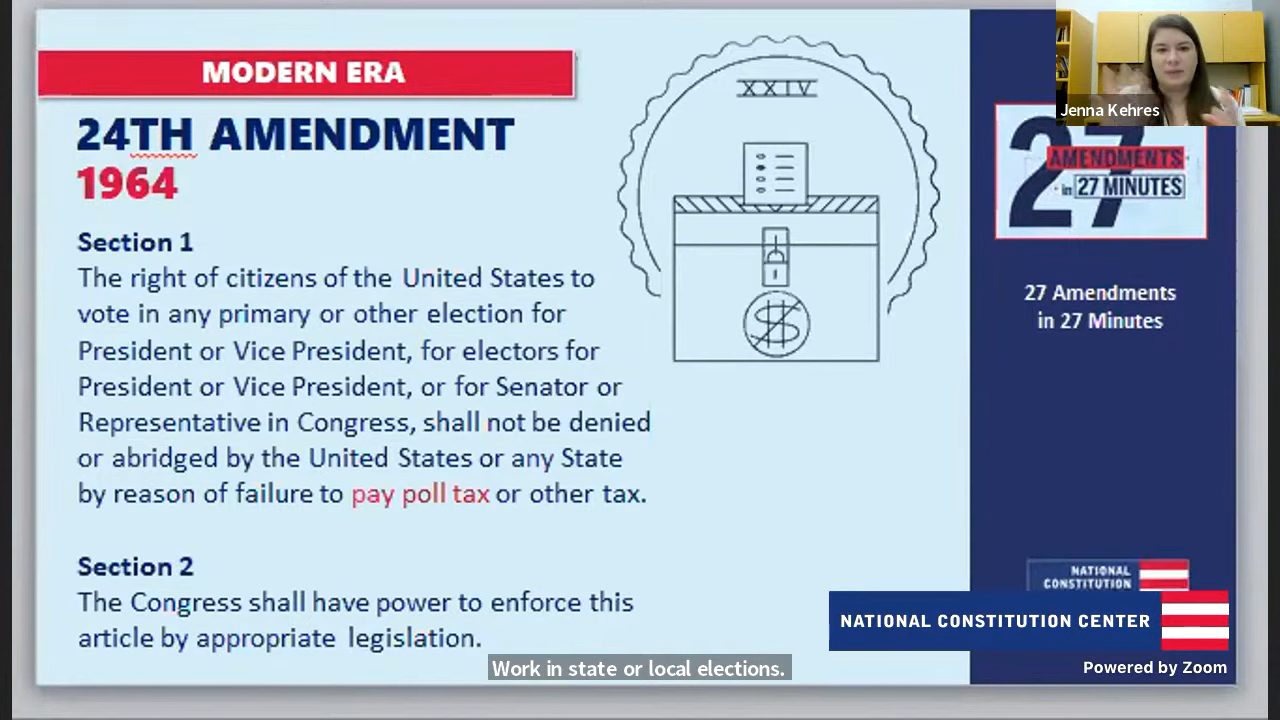 MODERN ERA
24TH AMENDMENT
1964
Section 1
The right of citizens of the United States to
vote in any primary or other election for
President or Vice President, for electors for
President or Vice President, or for Senator or
Representative in Congress, shall not be denied
or abridged by the United States or any State
by reason of failure to pay poll tax or other tax.
Section 2
The Congress shall have power to enforce this
article by appropriate legislation.
XXIV
Jenna Kehres
27
AMENDMENTS
in 27 MINUTES
27 Amendments
in 27 Minutes
NATIONAL
CONSTITUTION
NATIONAL CONSTITUTION CENTER
Powered by Zoom
Work in state or local elections.